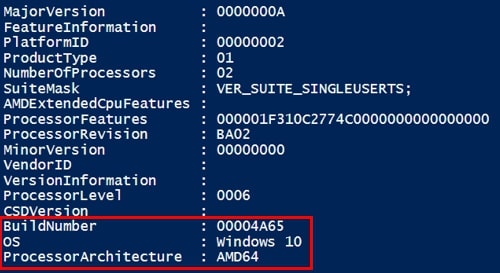 MajorVersion : 0000000A
FeatureInformation :
PlatformID : 00000002
ProductType : 01
NumberOfProcessors : 02
SuiteMask : VER_SUITE_SINGLEUSERTS;
AMDExtendedCpuFeatures :
ProcessorFeatures : 000001F310C2774C0000000000000000
ProcessorRevision : BA02
MinorVersion : 00000000
VendorID :
VersionInformation :
ProcessorLevel : 0006
CSDVersion :
BuildNumber : 00004A65
OS : Windows 10
ProcessorArchitecture : AMD64